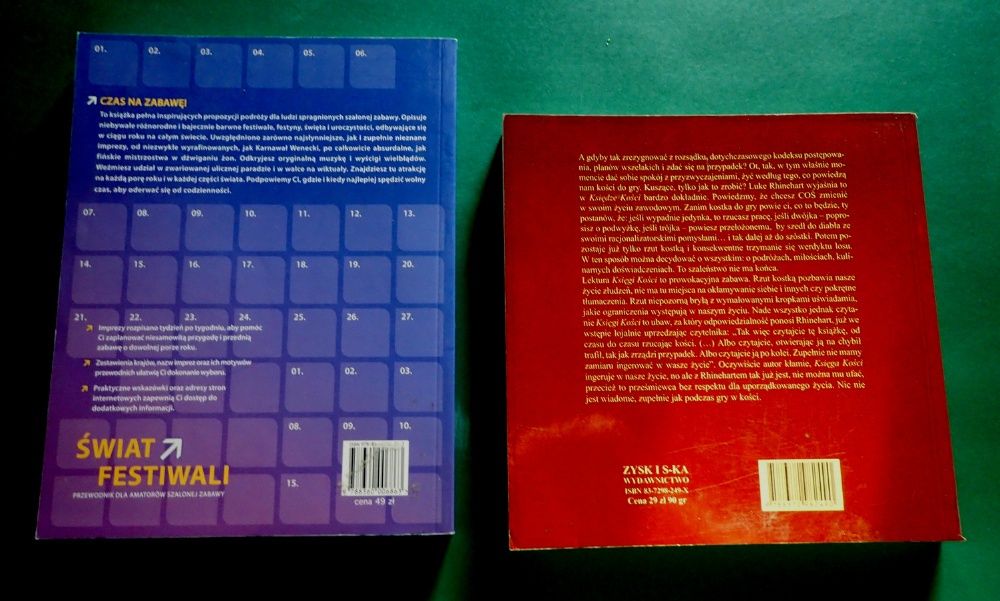 01. 02. 03. 04. 05. 06.
CZAS NA ZABAWĘ!
To książka pełna inspirujących propozycji podróży dla ludzi spragnionych szalonej zabawy. Opisuje
niebywale różnorodne i bajecznie barwne festiwale, festyny, święta i uroczystości, odbywające się
w ciągu roku na całym świecie. Uwzględniono zarówno najsłynniejsze, jak i zupełnie nieznane
imprezy, od niezwykle wyrafinowanych, jak Karnawał Wenecki, po całkowicie absurdalne, jak
fińskie mistrzostwa w dźwiganiu żon. Odkryjesz oryginalną muzykę i wyścigi wielbłądów.
Weźmiesz udział w zwariowanej ulicznej paradzie i w walce na wiktuały. Znajdziesz tu atrakcje
na każdą porę roku i w każdej części świata. Podpowiemy Ci, gdzie i kiedy najlepiej spędzić wolny
czas, aby oderwać się od codzienności.
07. 08. 09. 10. 11. 12. 13.
14. 15. 16. 17. 18. 19. 20.
21. 22. 23. 24. 25. 26. 27.
Imprezy rozpisano tydzień po tygodniu, aby pomóc
Ci zaplanować niesamowitą przygodę i przednią
zabawę o dowolnej porze roku.
Zestawienia krajów, nazw imprez oraz ich motywów
przewodnich ułatwią Ci dokonanie wyboru.
01. 02. 03.
Praktyczne wskazówki oraz adresy stron
internetowych zapewnią Ci dostęp do
dodatkowych informacji.
08. 09. 10.
ŚWIAT
FESTIWALI
PRZEWODNIK DLA AMATORÓW SZALONEJ ZABAWY
15.
9 788360 006863
cena 49 zł
A gdyby tak zrezygnować z rozsądku, dotychczasowego kodeksu postępowa-
nia, planów wszelakich i zdać się na przypadek? Ot, tak, w tym właśnie mo-
mencie dać sobie spokój z przyzwyczajeniami, żyć według tego, co powiedzą
nam kości do gry. Kuszące, tylko jak to zrobić? Luke Rhinehart wyjaśnia to
w Księdze Kości bardzo dokładnie. Powiedzmy, że chcesz COŚ zmienić
w swoim życiu zawodowym. Zanim kostka do gry powie ci, co to będzie, ty
postanów, że: jeśli wypadnie jedynka, to rzucasz pracę, jeśli dwójka – popro-
sisz o podwyżkę, jeśli trójka – powiesz przełożonemu, by szedł do diabła ze
swoimi racjonalizatorskimi pomysłami… i tak dalej aż do szóstki. Potem po-
zostaje już tylko rzut kostką i konsekwentne trzymanie się werdyktu losu.
W ten sposób można decydować o wszystkim: o podróżach, miłościach, kuli-
narnych doświadczeniach. To szaleństwo nie ma końca.
Lektura Księgi Kości to prowokacyjna zabawa. Rzut kostką pozbawia nasze
życie złudzeń, nie ma tu miejsca na okłamywanie siebie i innych czy pokrętne
tłumaczenia. Rzut niepozorną bryłą z wymalowanymi kropkami uświadamia,
jakie ograniczenia występują w naszym życiu. Nade wszystko jednak czyta-
nie Księgi Kości to ubaw, za który odpowiedzialność ponosi Rhinehart, już we
wstępie lojalnie uprzedzając czytelnika: „Tak więc czytajcie tę książkę, od
czasu do czasu rzucając kości. (…) Albo czytajcie, otwierając ją na chybił
trafił, tak jak zrządzi przypadek. Albo czytajcie ją po kolei. Zupełnie nie mamy
zamiaru ingerować w wasze życie”. Oczywiście autor kłamie, Księga Kości
ingeruje w nasze życie, no ale z Rhinehartem tak już jest, nie można mu ufać,
przecież to prześmiewca bez respektu dla uporządkowanego życia. Nic nie
jest wiadome, zupełnie jak podczas gry w kości.
ZYSK I S-KA
WYDAWNICTWO
ISBN 83-7298-249-X
Cena 29 zł 90 gr